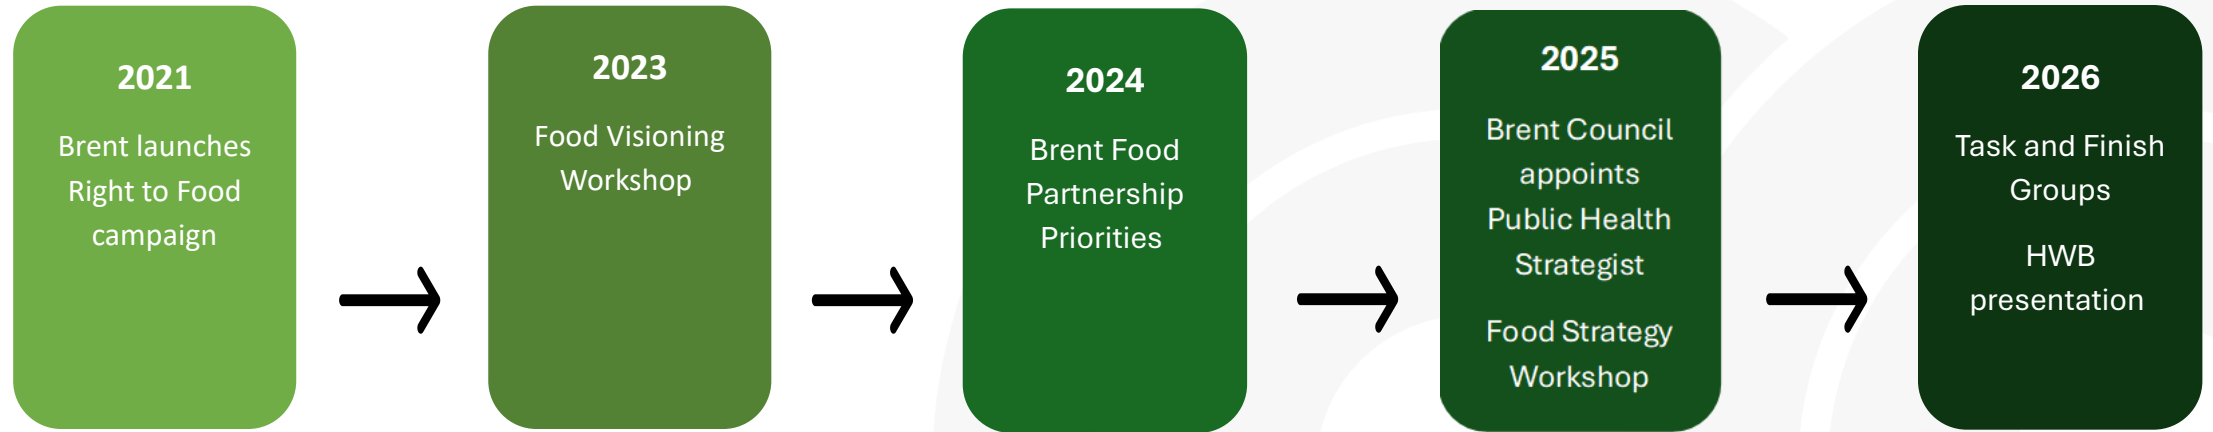 2021
Brent launches
Right to Food
campaign
2023
Food Visioning
Workshop
2024
Brent Food
Partnership
Priorities
2025
Brent Council
appoints
Public Health
Strategist
Food Strategy
Workshop
2026
Task and Finish
Groups
HWB
presentation